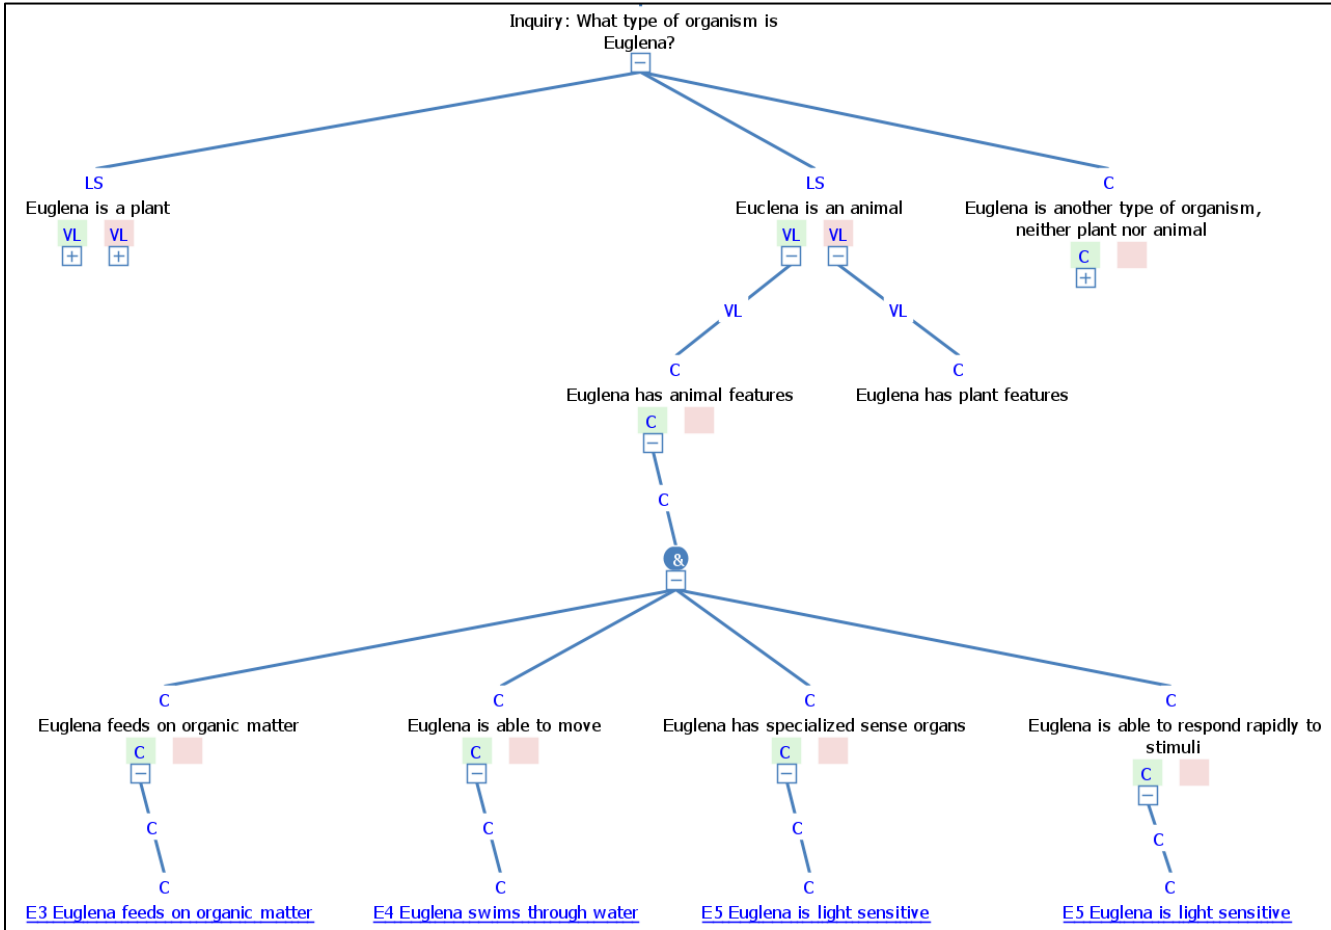 Inquiry: What type of organism is
Euglena?
−
LS
LS
C
Euglena is a plant
Euclena is an animal
Euglena is another type of organism,
neither plant nor animal
VL VL
VL VL
C
+ +
− −
+
VL
VL
C
C
Euglena has animal features
Euglena has plant features
C
−
C
&
−
C
C
C
C
Euglena feeds on organic matter
Euglena is able to move
Euglena has specialized sense organs
Euglena is able to respond rapidly to
stimuli
C
C
C
C
−
−
−
−
C
C
C
C
C
C
C
C
E3 Euglena feeds on organic matter
E4 Euglena swims through water
E5 Euglena is light sensitive
E5 Euglena is light sensitive